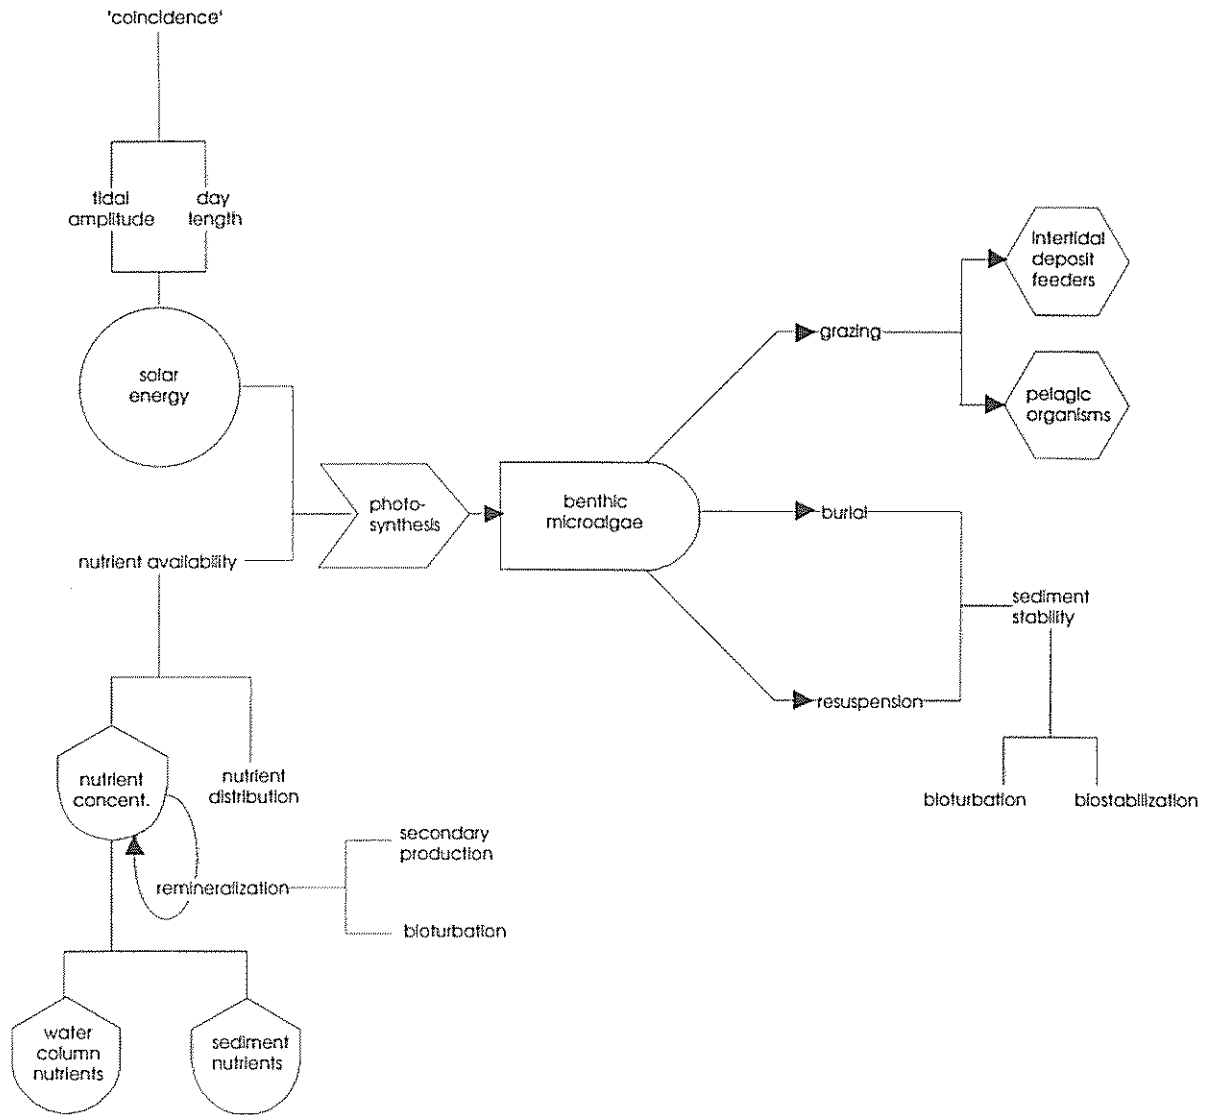 'coincidence'
tidal
amplitude
day
length
solar
energy
nutrient availability
photo-
synthesis
benthic
microalgae
grazing
intertidal
deposit
feeders
pelagic
organisms
burial
resuspension
sediment
stability
bioturbation
biostabilization
nutrient
concent.
nutrient
distribution
remineralization
secondary
production
bioturbation
water
column
nutrients
sediment
nutrients